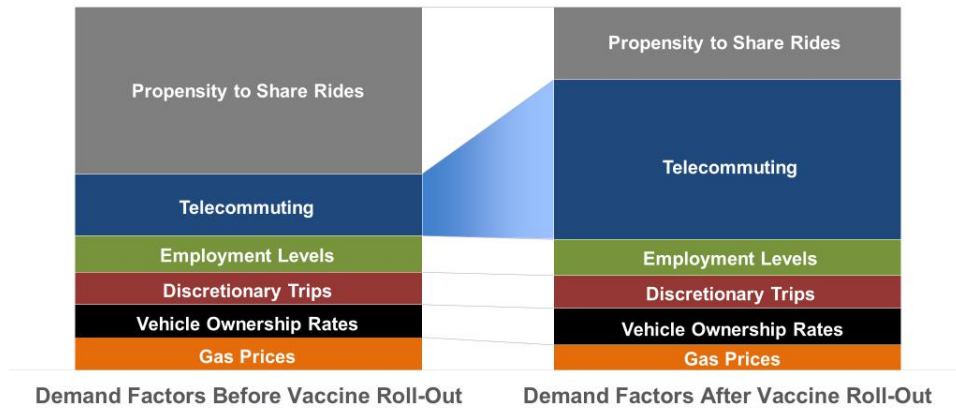 Propensity to Share Rides
Telecommuting
Employment Levels
Discretionary Trips
Vehicle Ownership Rates
Gas Prices
Demand Factors Before Vaccine Roll-Out
Propensity to Share Rides
Telecommuting
Employment Levels
Discretionary Trips
Vehicle Ownership Rates
Gas Prices
Demand Factors After Vaccine Roll-Out